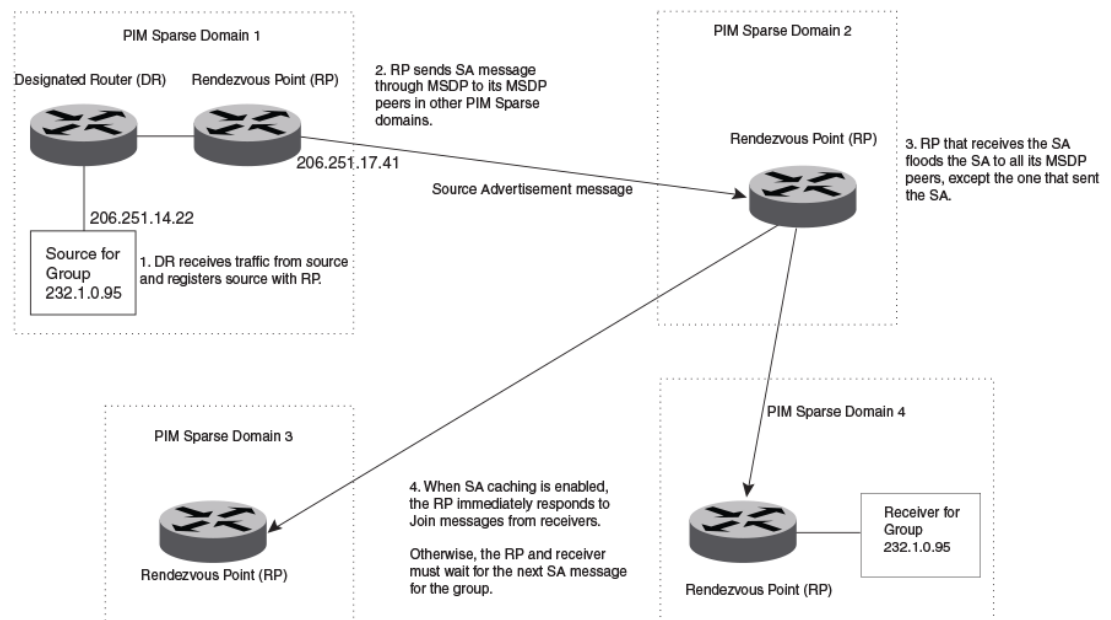 PIM Sparse Domain 1
Designated Router (DR)
Rendezvous Point (RP)
206.251.17.41
206.251.14.22
Source for
Group
232.1.0.95
1. DR receives traffic from source
and registers source with RP.
2. RP sends SA message
through MSDP to its MSDP
peers in other PIM Sparse
domains.
Source Advertisement message
PIM Sparse Domain 2
Rendezvous Point (RP)
3. RP that receives the SA
floods the SA to all its MSDP
peers, except the one that sent
the SA.
PIM Sparse Domain 3
Rendezvous Point (RP)
4. When SA caching is enabled,
the RP immediately responds to
Join messages from receivers.
Otherwise, the RP and receiver
must wait for the next SA message
for the group.
PIM Sparse Domain 4
Receiver for
Group
232.1.0.95
Rendezvous Point (RP)